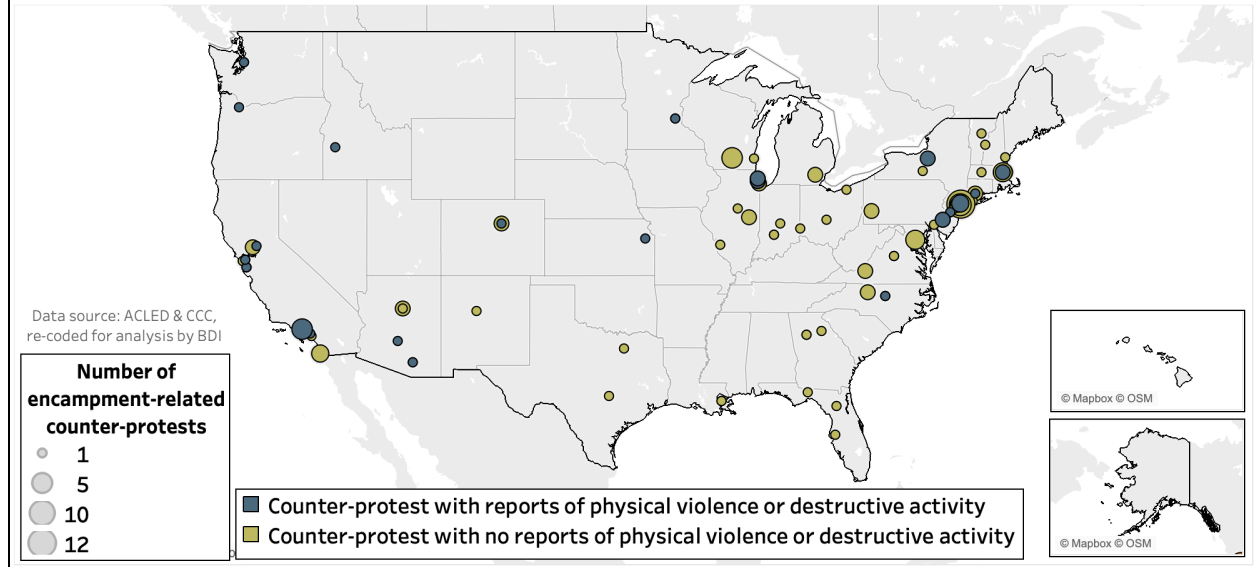 Data source: ACLED & CCC,
re-coded for analysis by BDI
Number of
encampment-related
counter-protests
1
5
10
12
Counter-protest with reports of physical violence or destructive activity
Counter-protest with no reports of physical violence or destructive activity
© Mapbox © OSM
© Mapbox © OSM